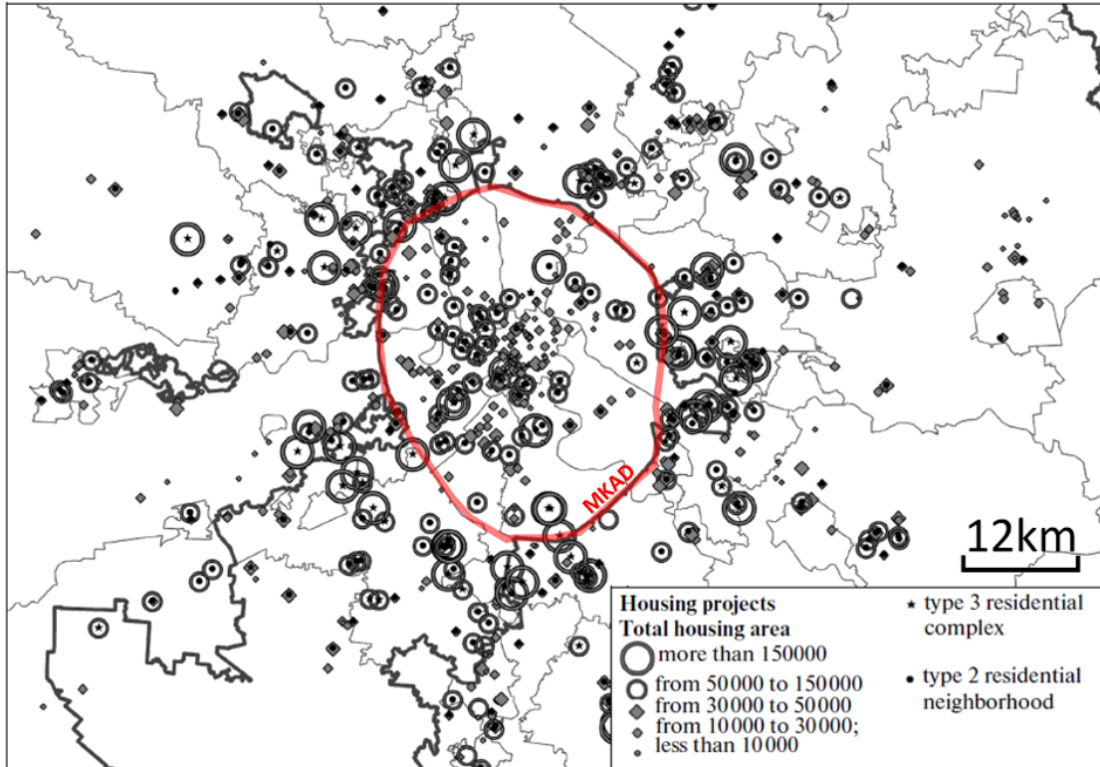 MKAD
12km
Housing projects
Total housing area
more than 150000
from 50000 to 150000
from 30000 to 50000
from 10000 to 30000;
less than 10000
type 3 residential
complex
type 2 residential
neighborhood